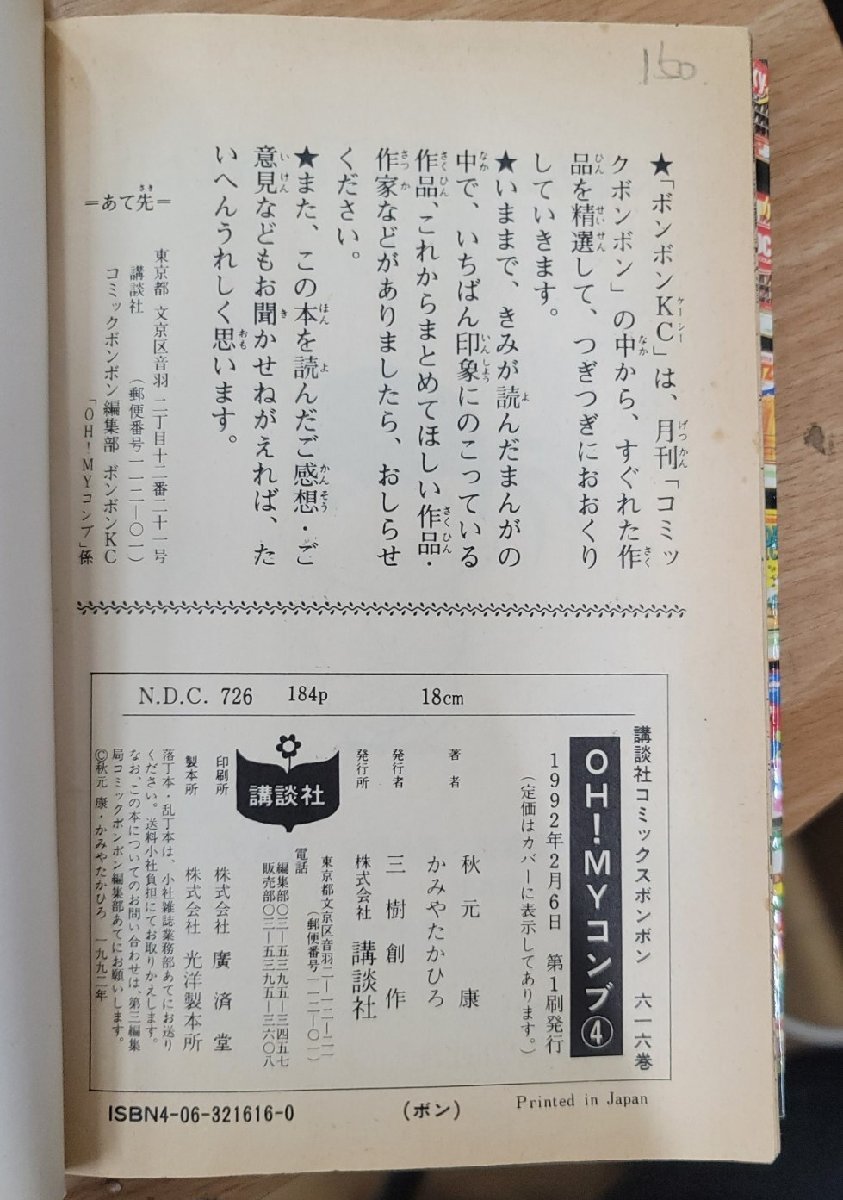 160
★「ボンボンKC」は、月刊「コミッ
クボンボン」の中から、すぐれた作
品を精選して、つぎつぎにおおくり
していきます。
★いままで、きみが読んだまんがの
中で、いちばん印象にのこっている
作品、これからまとめてほしい作品・
作家などがありましたら、おしらせ
ください。
★また、この本を読んだご感想・ご
意見などもお聞かせねがえれば、た
いへんうれしく思います。
=あて先=
東京都 文京区音羽 二丁目十二番二十一号
講談社 (郵便番号一一二-〇一)
コミックボンボン編集部 ボンボンKC
「OH!MYコンブ」係
N.D.C. 726 184p 18cm
講談社コミックスボンボン 六一六巻
OH!MYコンブ④
1992年2月6日 第1刷発行
(定価はカバーに表示してあります。)
著者 秋元 康
かみやたかひろ
発行者 三樹創作
発行所 株式会社 講談社
東京都文京区音羽二-一二-二一
(郵便番号一一二-〇一)
電話 編集部〇三-五三九五-三四五七
販売部〇三-五三九五-三六〇八
講談社
印刷所 株式会社 廣済堂
製本所 株式会社 光洋製本所
落丁本・乱丁本は、小社雑誌業務部あてにお送り
ください。送料小社負担にてお取りかえします。
なお、この本についてのお問い合わせは、第三編集
局コミックボンボン編集部あてにお願いします。
©秋元 康・かみやたかひろ 一九九二年
ISBN4-06-321616-0 (ボン) Printed in Japan